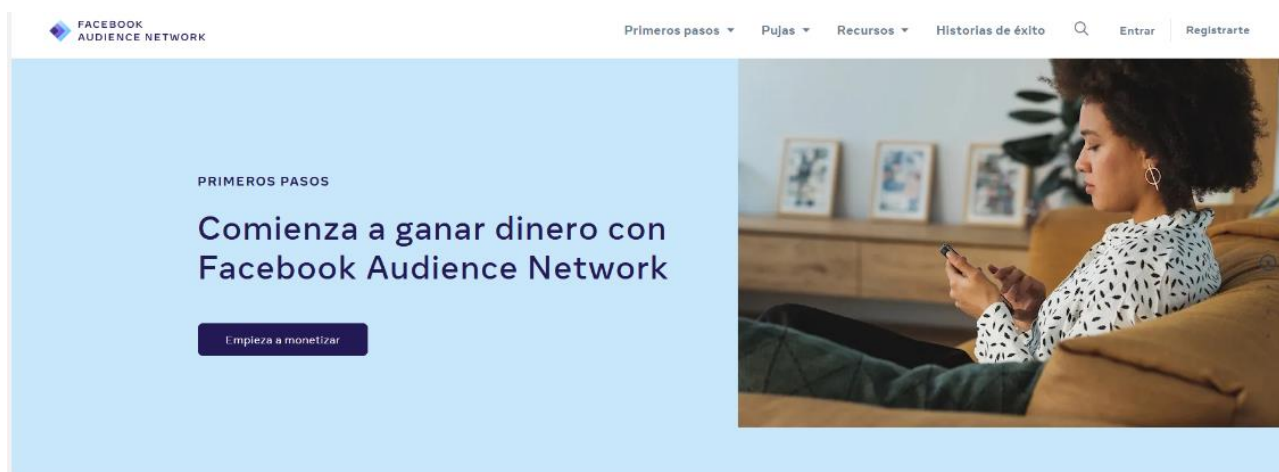 FACEBOOK
AUDIENCE NETWORK
Primeros pasos
Pujas
Recursos
Historias de éxito
Entrar
Registrarte
PRIMEROS PASOS
Comienza a ganar dinero con
Facebook Audience Network
Empieza a monetizar